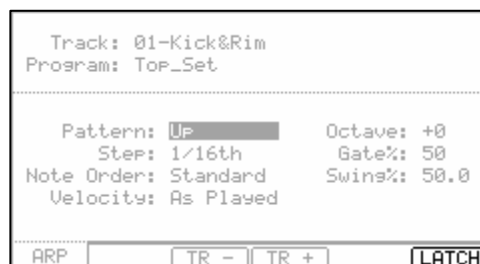 Track: 01-Kick&Rim
Program: Top_Set
Pattern: Up Octave: +0
Step: 1/16th Gate%: 50
Note Order: Standard Swing%: 50.0
Velocity: As Played
ARP TR - TR + LATCH